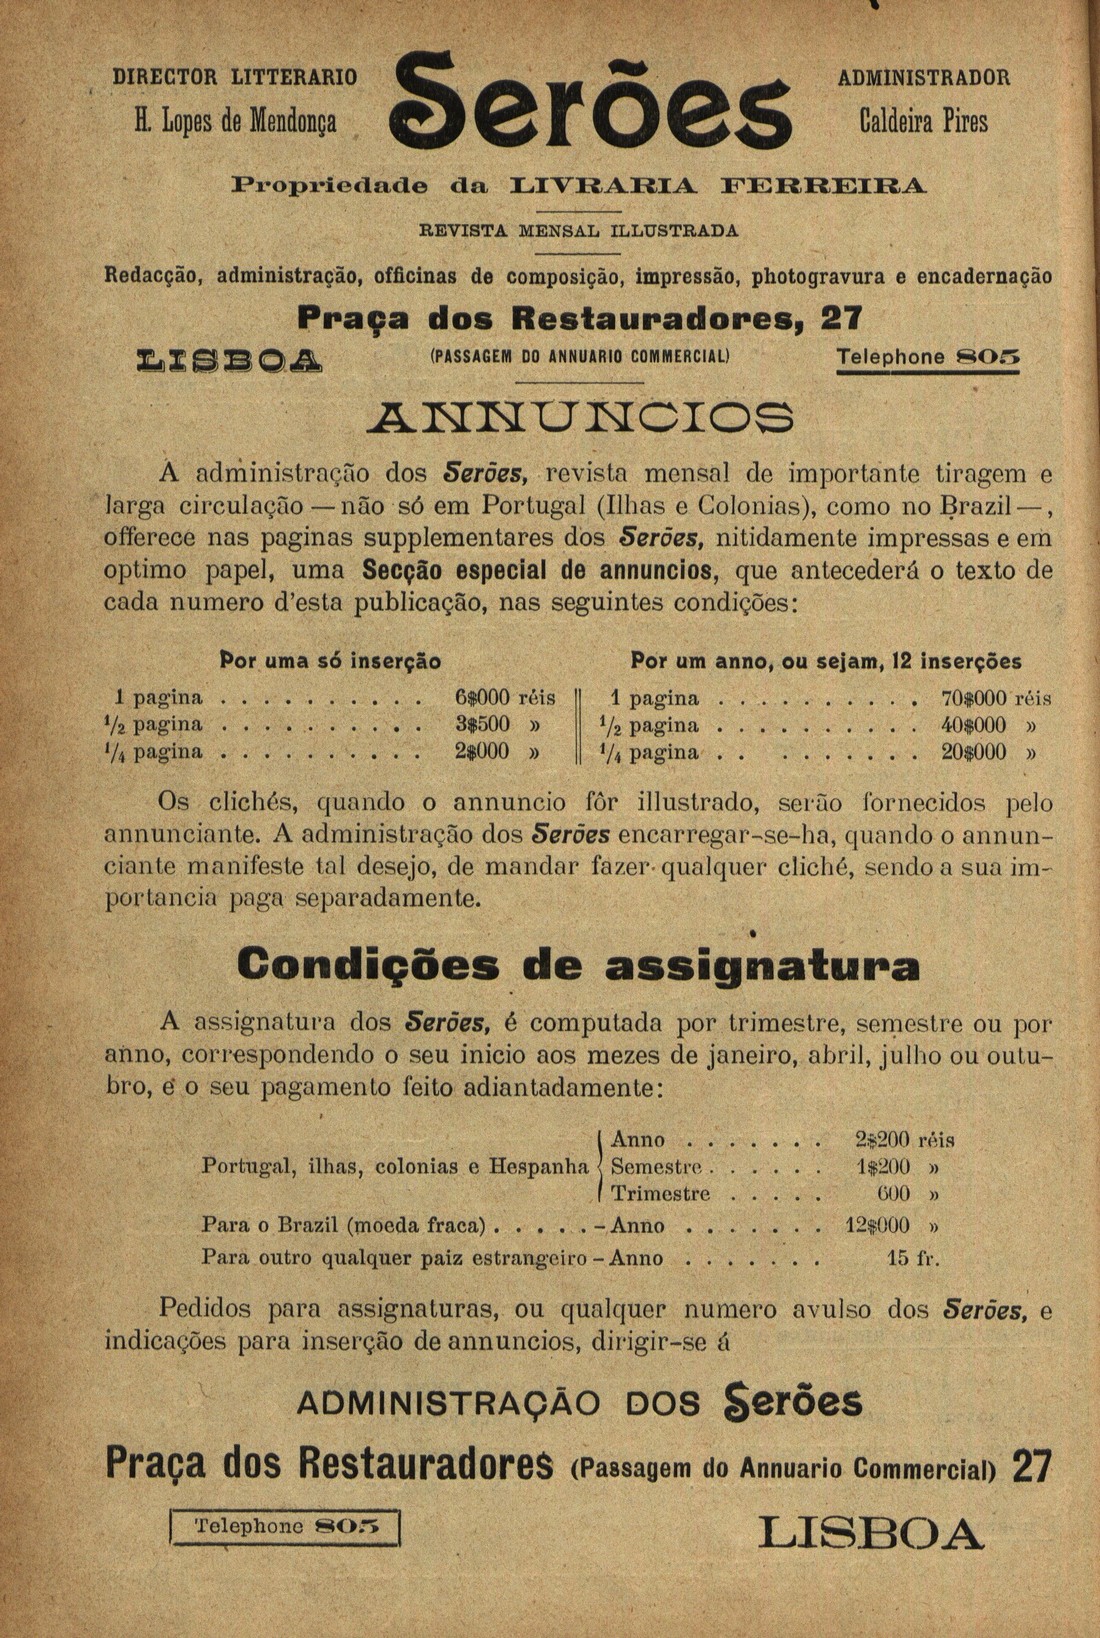 DIRECTOR LITTERARIO
H. Lopes de Mendonça
Serões
ADMINISTRADOR
Caldeira Pires
Propriedade da LIVRARIA FERREIRA
REVISTA MENSAL ILLUSTRADA
Redacção, administração, officinas de composição, impressão, photogravura e encadernação
Praça dos Restauradores, 27
LISBOA (PASSAGEM DO ANNUARIO COMMERCIAL) Telephone 805
ANNUNCIOS
A administração dos Serões, revista mensal de importante tiragem e
larga circulação — não só em Portugal (Ilhas e Colonias), como no Brazil — ,
offerece nas paginas supplementares dos Serões, nitidamente impressas e em
optimo papel, uma Secção especial de annuncios, que antecederá o texto de
cada numero d'esta publicação, nas seguintes condições:
Por uma só inserção
1 pagina . . . . . . . . . . 6$000 réis
1/2 pagina . . . . . . . . . . 3$500 »
1/4 pagina . . . . . . . . . . 2$000 »
Por um anno, ou sejam, 12 inserções
1 pagina . . . . . . . . . . 70$000 réis
1/2 pagina . . . . . . . . . . 40$000 »
1/4 pagina . . . . . . . . . 20$000 »
Os clichés, quando o annuncio fôr illustrado, serão fornecidos pelo
annunciante. A administração dos Serões encarregar-se-ha, quando o annun-
ciante manifeste tal desejo, de mandar fazer qualquer cliché, sendo a sua im-
portancia paga separadamente.
Condições de assignatura
A assignatura dos Serões, é computada por trimestre, semestre ou por
anno, correspondendo o seu inicio aos mezes de janeiro, abril, julho ou outu-
bro, e o seu pagamento feito adiantadamente:
Portugal, ilhas, colonias e Hespanha
Anno . . . . . . . 2$200 réis
Semestre . . . . . . 1$200 »
Trimestre . . . . . 600 »
Para o Brazil (moeda fraca) . . . . . – Anno . . . . . . . 12$000 »
Para outro qualquer paiz estrangeiro – Anno . . . . . . . 15 fr.
Pedidos para assignaturas, ou qualquer numero avulso dos Serões, e
indicações para inserção de annuncios, dirigir-se á
ADMINISTRAÇÃO DOS Serões
Praça dos Restauradores (Passagem do Annuario Commercial) 27
Telephone 805 LISBOA